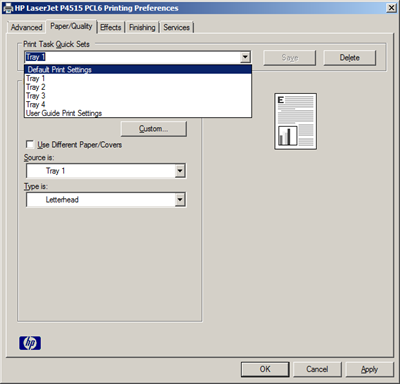 HP LaserJet P4515 PCL6 Printing Preferences
Advanced Paper/Quality Effects Finishing Services
Print Task Quick Sets
Tray 1
Save
Delete
Default Print Settings
Tray 1
Tray 2
Tray 3
Tray 4
User Guide Print Settings
Custom...
Use Different Paper/Covers
Source is:
Tray 1
Type is:
Letterhead
E
hp
OK Cancel Apply